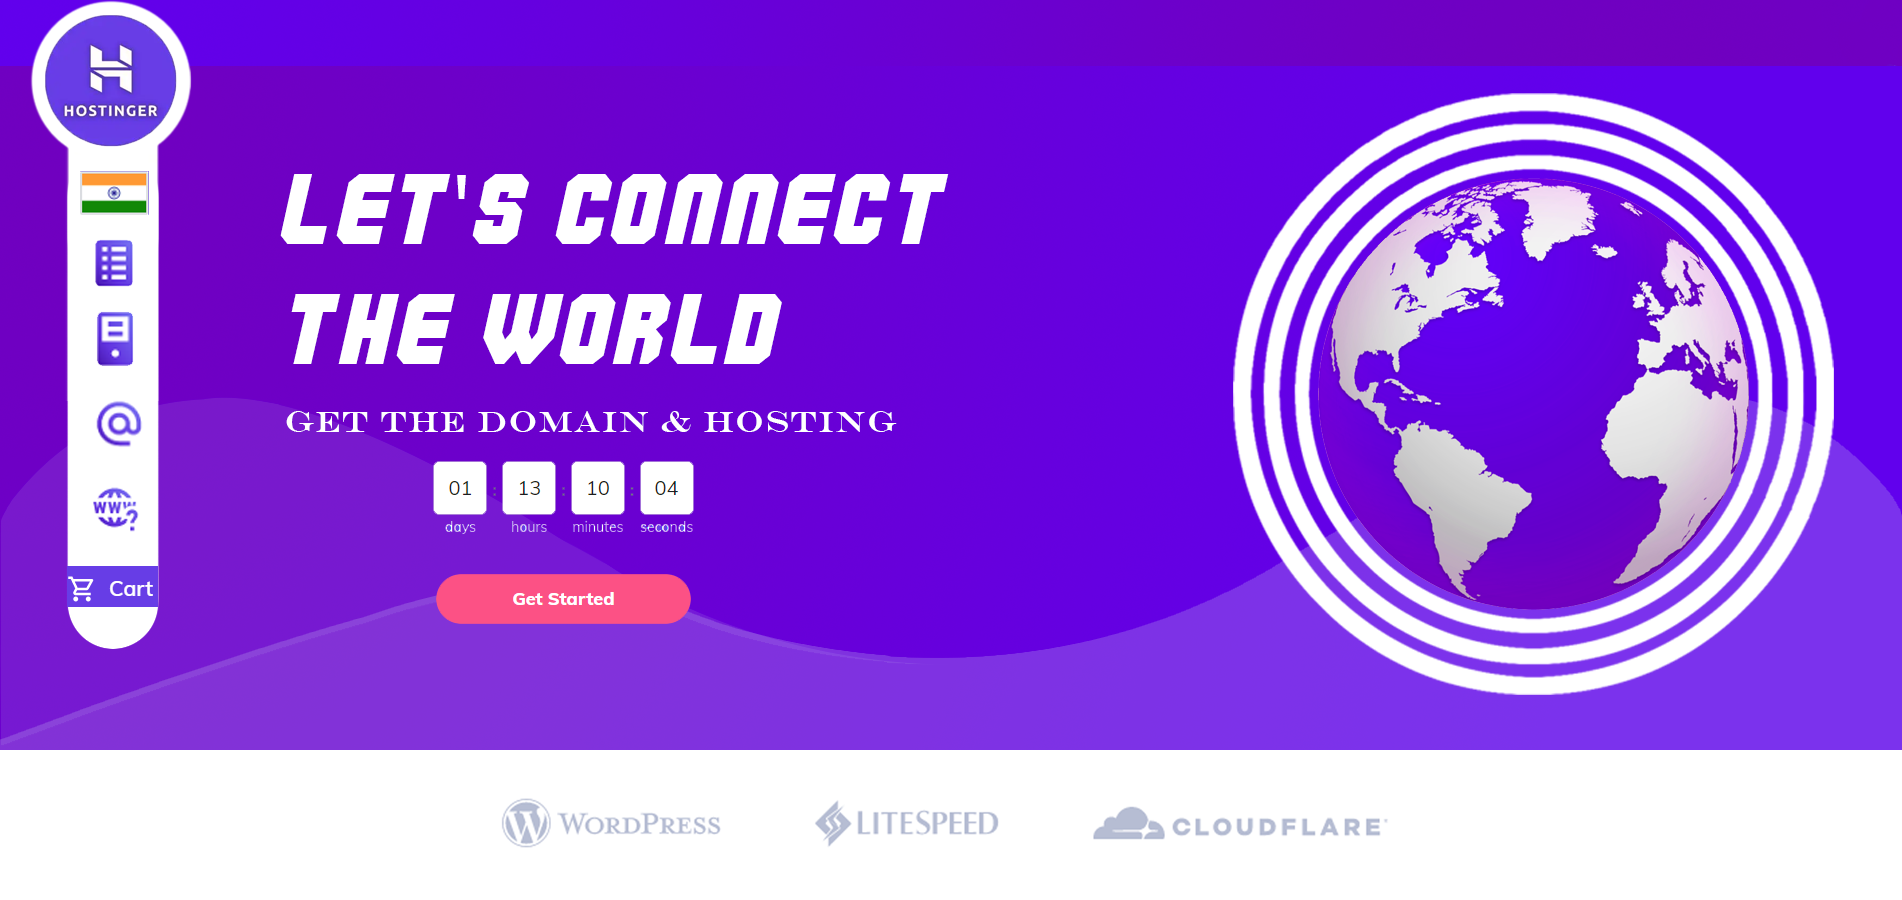 HOSTINGER
LET'S CONNECT
THE WORLD
GET THE DOMAIN & HOSTING
01 : 13 : 10 : 04
days hours minutes seconds
Get Started
WWW?
Cart
WORDPRESS LITESPEED CLOUDFLARE